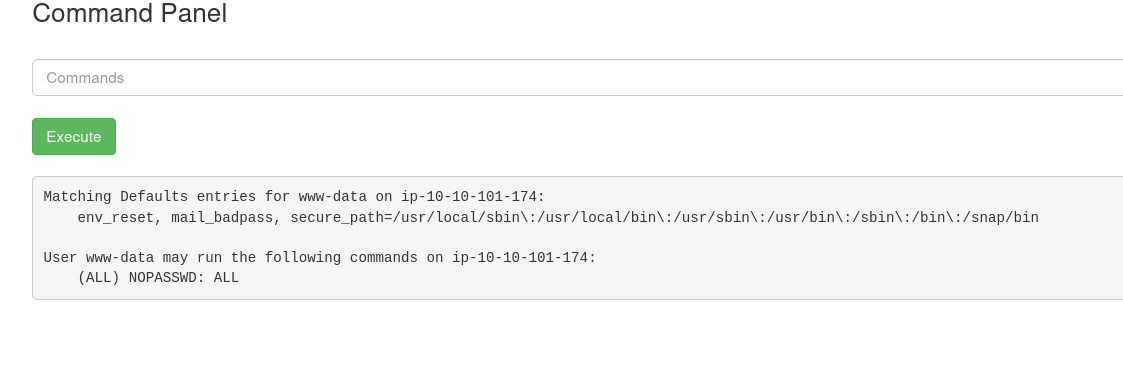 Command Panel
Commands
Execute
Matching Defaults entries for www-data on ip-10-10-101-174:
    env_reset, mail_badpass, secure_path=/usr/local/sbin\:/usr/local/bin\:/usr/sbin\:/usr/bin\:/sbin\:/bin\:/snap/bin
User www-data may run the following commands on ip-10-10-101-174:
    (ALL) NOPASSWD: ALL